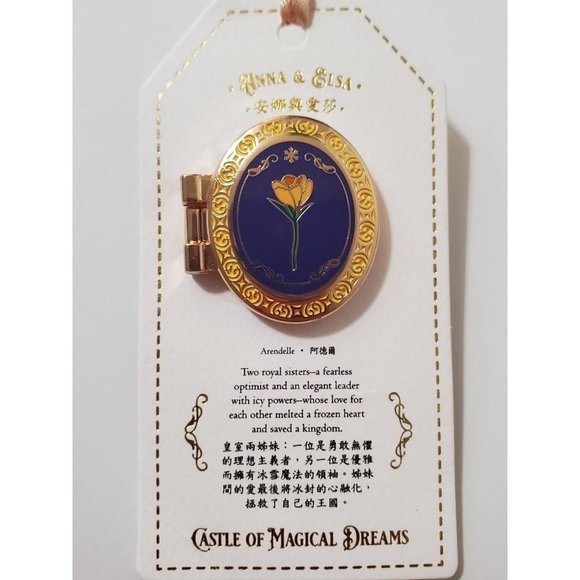 · ANNA & ELSA ·
· 安娜與愛莎 ·
Arendelle • 阿德爾
Two royal sisters—a fearless
optimist and an elegant leader
with icy powers—whose love for
each other melted a frozen heart
and saved a kingdom.
皇室兩姊妹：一位是勇敢無懼
的理想主義者，另一位是優雅
而擁有冰雪魔法的領袖。姊妹
間的愛最後將冰封的心融化，
拯救了自己的王國。
CASTLE OF MAGICAL DREAMS